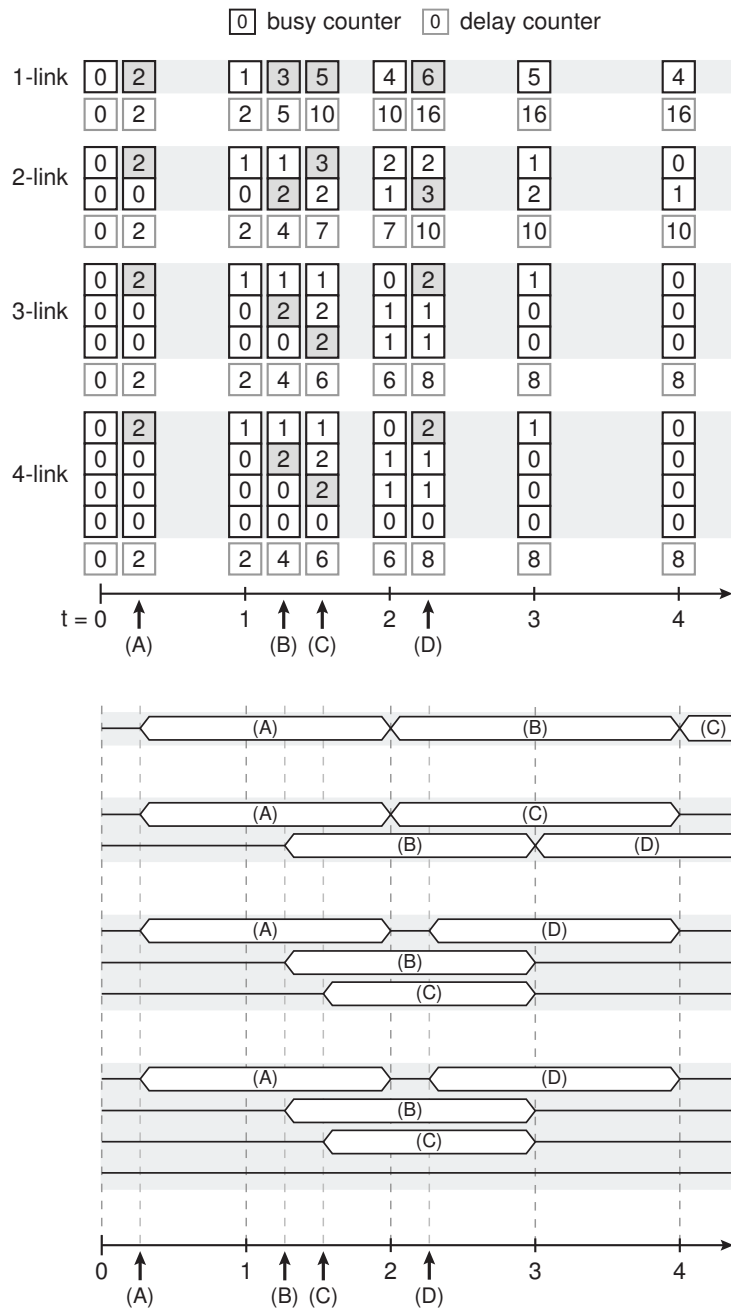 0 busy counter 0 delay counter
1-link 0 2 1 3 5 4 6 5 4
0 2 2 5 10 10 16 16 16
0 2 1 1 3 2 2 1 0
2-link
0 0 0 2 2 1 3 2 1
0 2 2 4 7 7 10 10 10
0 2 1 1 1 0 2 1 0
3-link 0 0 0 2 2 1 1 0 0
0 0 0 0 2 1 1 0 0
0 2 2 4 6 6 8 8 8
0 2 1 1 1 0 2 1 0
0 0 0 2 2 1 1 0 0
4-link
0 0 0 0 2 1 1 0 0
0 0 0 0 0 0 0 0 0
0 2 2 4 6 6 8 8 8
t = 0 1 2 3 4
(A) (B) (C) (D)
(A) (B) (C)
(A) (C)
(B) (D)
(A) (D)
(B)
(C)
(A) (D)
(B)
(C)
0 1 2 3 4
(A) (B) (C) (D)